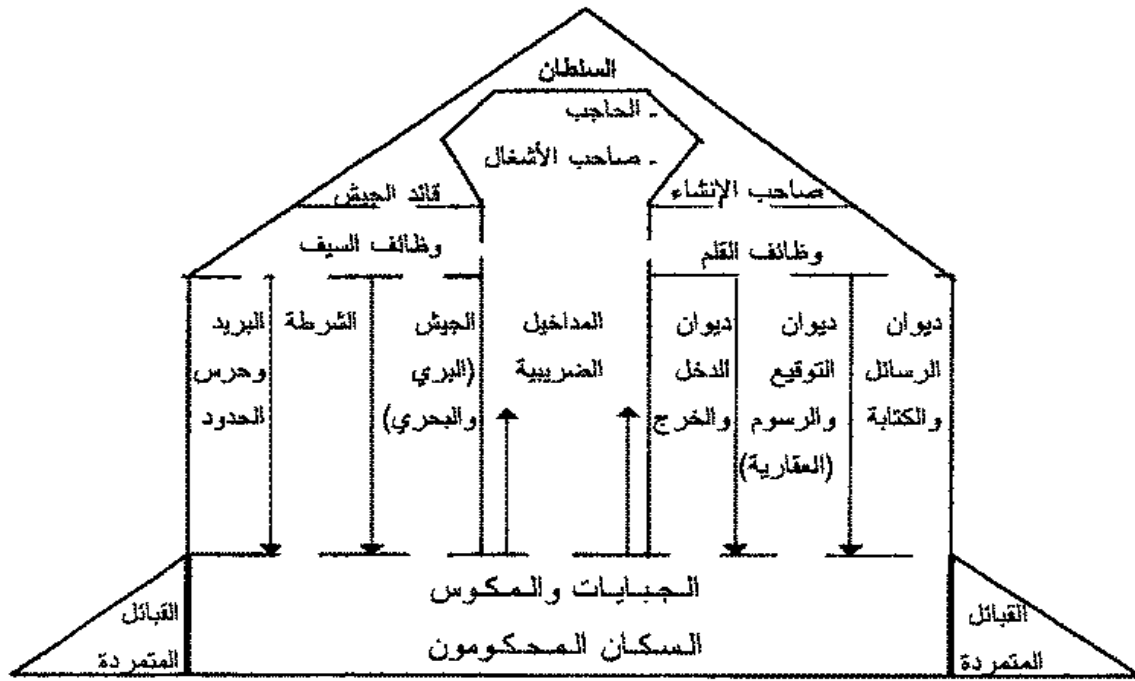 السلطان
ـ الحاجب
ـ صاحب الأشغال
صاحب الإنشاء
قائد الجيش
وظائف القلم
وظائف السيف
ديوان
الرسائل
والكتابة
ديوان
التوقيع
والرسوم
(العقارية)
ديوان
الدخل
والخرج
المداخيل
الضريبية
الجيش
(البري
والبحري)
الشرطة
البريد
وحرس
الحدود
الجبايات والمكوس
السكان المحكومون
القبائل
المتمردة
القبائل
المتمردة